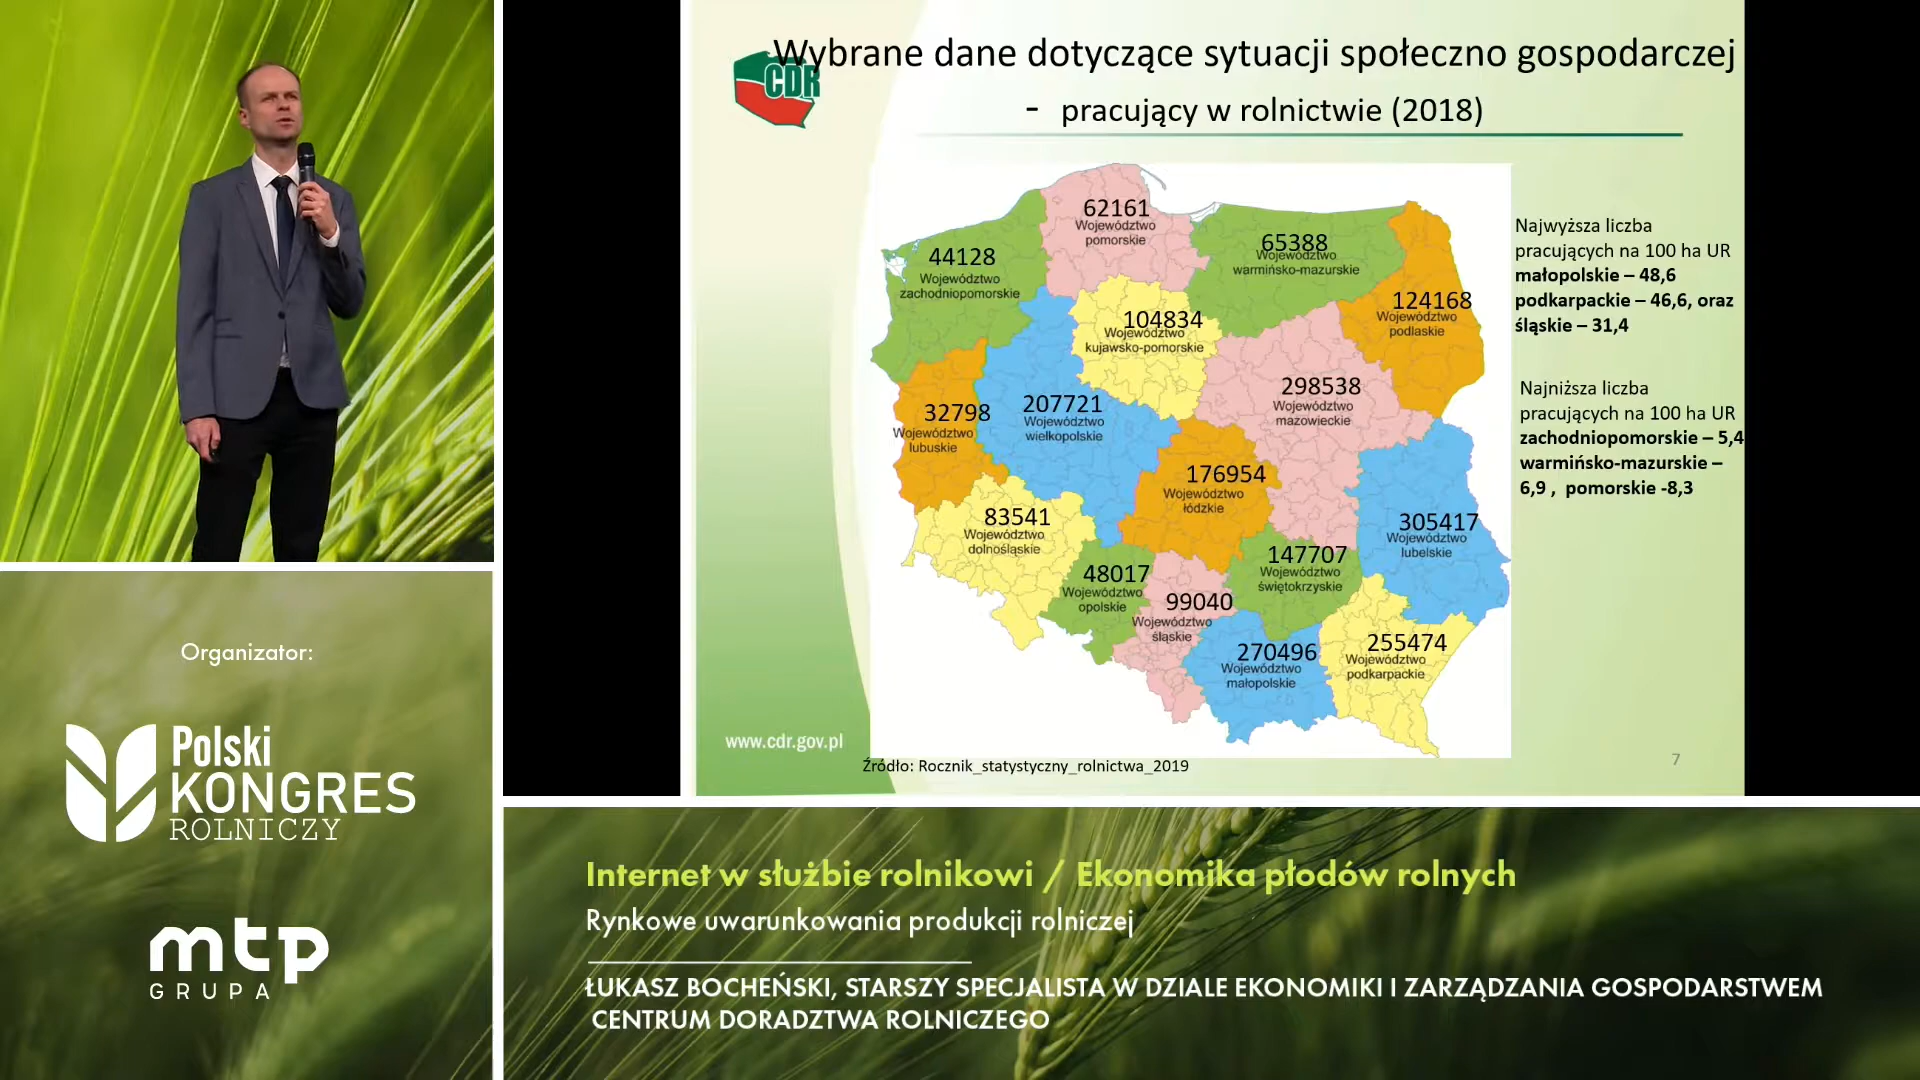 CDR
Wybrane dane dotyczące sytuacji społeczno gospodarczej
- pracujący w rolnictwie (2018)
62161
Województwo
pomorskie
44128
Województwo
zachodniopomorskie
65388
Województwo
warmińsko-mazurskie
124168
Województwo
podlaskie
104834
Województwo
kujawsko-pomorskie
298538
Województwo
mazowieckie
32798
Województwo
lubuskie
207721
Województwo
wielkopolskie
176954
Województwo
łódzkie
83541
Województwo
dolnośląskie
305417
Województwo
lubelskie
48017
Województwo
opolskie
147707
Województwo
świętokrzyskie
99040
Województwo
śląskie
270496
Województwo
małopolskie
255474
Województwo
podkarpackie
Najwyższa liczba
pracujących na 100 ha UR
małopolskie – 48,6
podkarpackie – 46,6, oraz
śląskie – 31,4
Najniższa liczba
pracujących na 100 ha UR
zachodniopomorskie – 5,4
warmińsko-mazurskie –
6,9 , pomorskie -8,3
www.cdr.gov.pl
Źródło: Rocznik_statystyczny_rolnictwa_2019
7
Organizator:
Polski
KONGRES
ROLNICZY
mtp
GRUPA
Internet w służbie rolnikowi / Ekonomika płodów rolnych
Rynkowe uwarunkowania produkcji rolniczej
ŁUKASZ BOCHEŃSKI, STARSZY SPECJALISTA W DZIALE EKONOMIKI I ZARZĄDZANIA GOSPODARSTWEM
CENTRUM DORADZTWA ROLNICZEGO